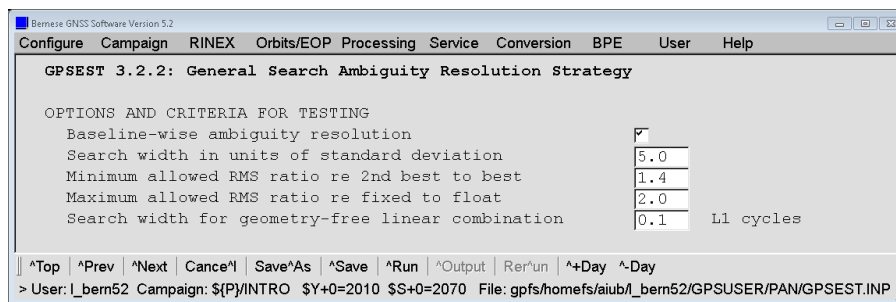 Bernese GNSS Software Version 5.2
Configure Campaign RINEX Orbits/EOP Processing Service Conversion BPE User Help
GPSEST 3.2.2: General Search Ambiguity Resolution Strategy
OPTIONS AND CRITERIA FOR TESTING
Baseline-wise ambiguity resolution
Search width in units of standard deviation 5.0
Minimum allowed RMS ratio re 2nd best to best 1.4
Maximum allowed RMS ratio re fixed to float 2.0
Search width for geometry-free linear combination 0.1 L1 cycles
^Top | ^Prev | ^Next | Cance^l | Save^As | ^Save | ^Run | ^Output | Rer^un | ^+Day ^-Day
> User: l_bern52 Campaign: ${P}/INTRO $Y+0=2010 $S+0=2070 File: gpfs/homefs/aiub/l_bern52/GPSUSER/PAN/GPSEST.INP